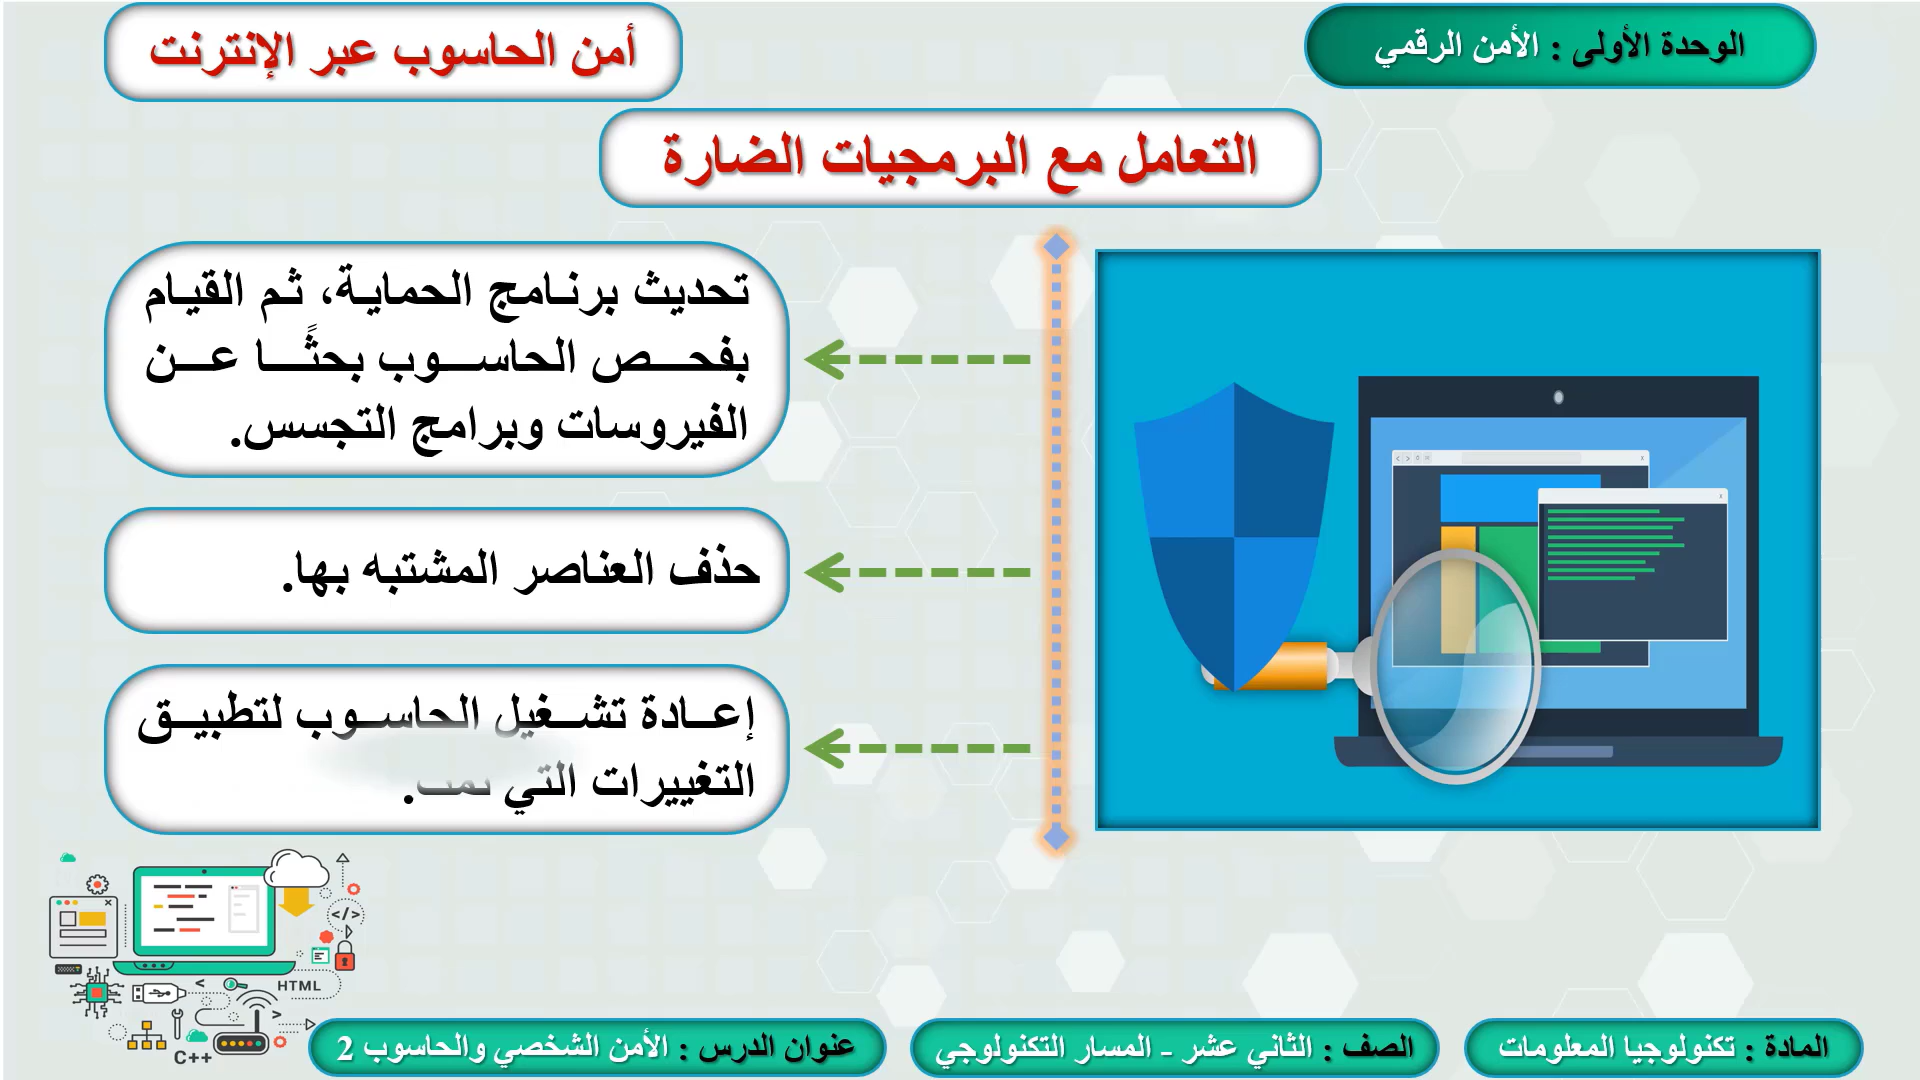 الوحدة الأولى : الأمن الرقمي
أمن الحاسوب عبر الإنترنت
التعامل مع البرمجيات الضارة
تحديث برنامج الحماية، ثم القيام
بفحص الحاسوب بحثًا عن
الفيروسات وبرامج التجسس.
حذف العناصر المشتبه بها.
إعادة تشغيل الحاسوب لتطبيق
التغييرات التي تمت.
HTML
C++
</>
المادة : تكنولوجيا المعلومات
الصف : الثاني عشر - المسار التكنولوجي
عنوان الدرس : الأمن الشخصي والحاسوب 2